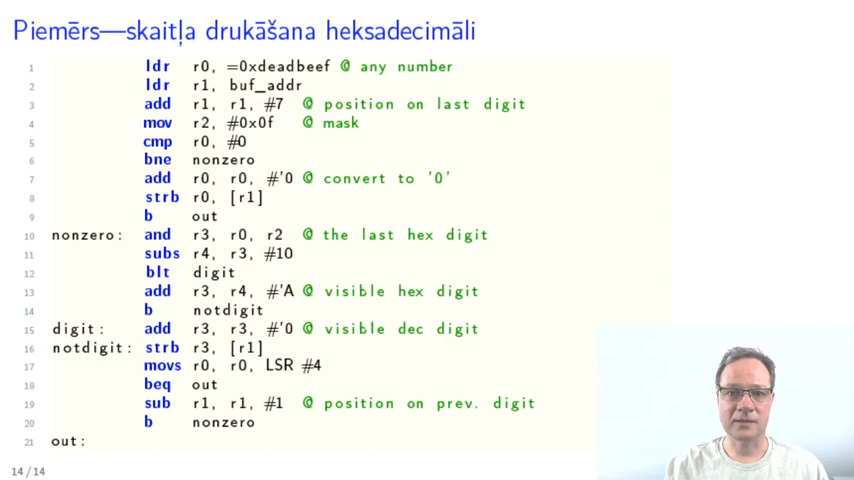 Piemērs—skaitļa drukāšana heksadecimāli
1 ldr r0, =0xdeadbeef @ any number
2 ldr r1, buf_addr
3 add r1, r1, #7 @ position on last digit
4 mov r2, #0x0f @ mask
5 cmp r0, #0
6 bne nonzero
7 add r0, r0, #'0 @ convert to '0'
8 strb r0, [r1]
9 b out
10 nonzero: and r3, r0, r2 @ the last hex digit
11 subs r4, r3, #10
12 blt digit
13 add r3, r4, #'A @ visible hex digit
14 b notdigit
15 digit: add r3, r3, #'0 @ visible dec digit
16 notdigit: strb r3, [r1]
17 movs r0, r0, LSR #4
18 beq out
19 sub r1, r1, #1 @ position on prev. digit
20 b nonzero
21 out:
14/14